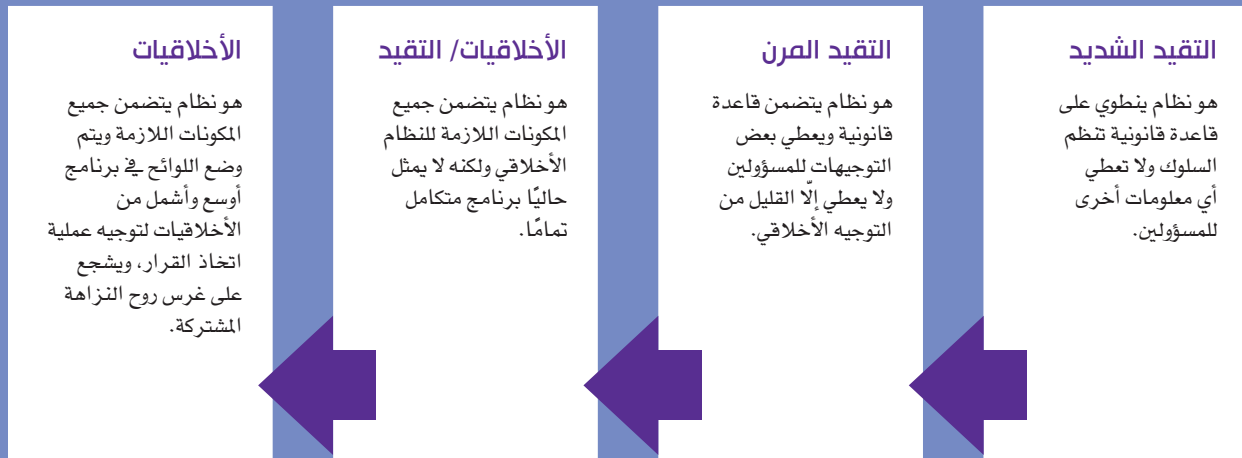 التقيد الشديد
هو نظام ينطوي على
قاعدة قانونية تنظم
السلوك ولا تعطي
أي معلومات أخرى
للمسؤولين.
التقيد المرن
هو نظام يتضمن قاعدة
قانونية ويعطي بعض
التوجيهات للمسؤولين
ولا يعطي إلّا القليل من
التوجيه الأخلاقي.
الأخلاقيات/ التقيد
هو نظام يتضمن جميع
المكونات اللازمة للنظام
الأخلاقي ولكنه لا يمثل
حاليًا برنامج متكامل
تمامًا.
الأخلاقيات
هو نظام يتضمن جميع
المكونات اللازمة ويتم
وضع اللوائح في برنامج
أوسع وأشمل من
الأخلاقيات لتوجيه عملية
اتخاذ القرار، ويشجع
على غرس روح النزاهة
المشتركة.